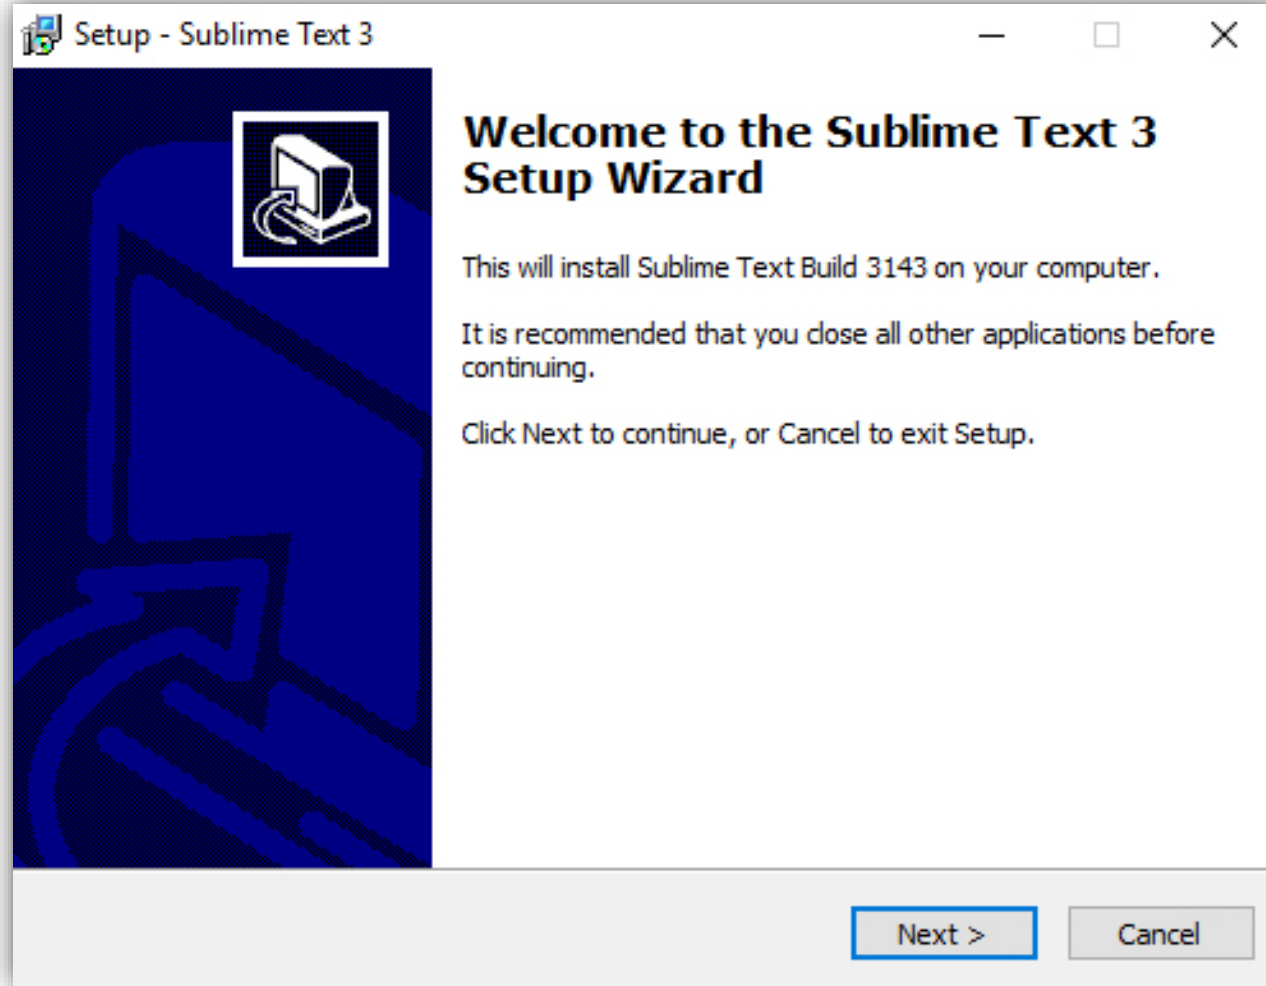 Setup - Sublime Text 3
Welcome to the Sublime Text 3
Setup Wizard
This will install Sublime Text Build 3143 on your computer.
It is recommended that you close all other applications before
continuing.
Click Next to continue, or Cancel to exit Setup.
Next >
Cancel